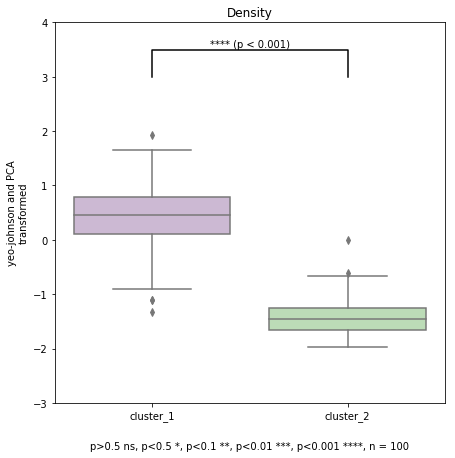 Density
4
3
2
1
0
−1
−2
−3
yeo-johnson and PCA
transformed
**** (p < 0.001)
cluster_1
cluster_2
p>0.5 ns, p<0.5 *, p<0.1 **, p<0.01 ***, p<0.001 ****, n = 100